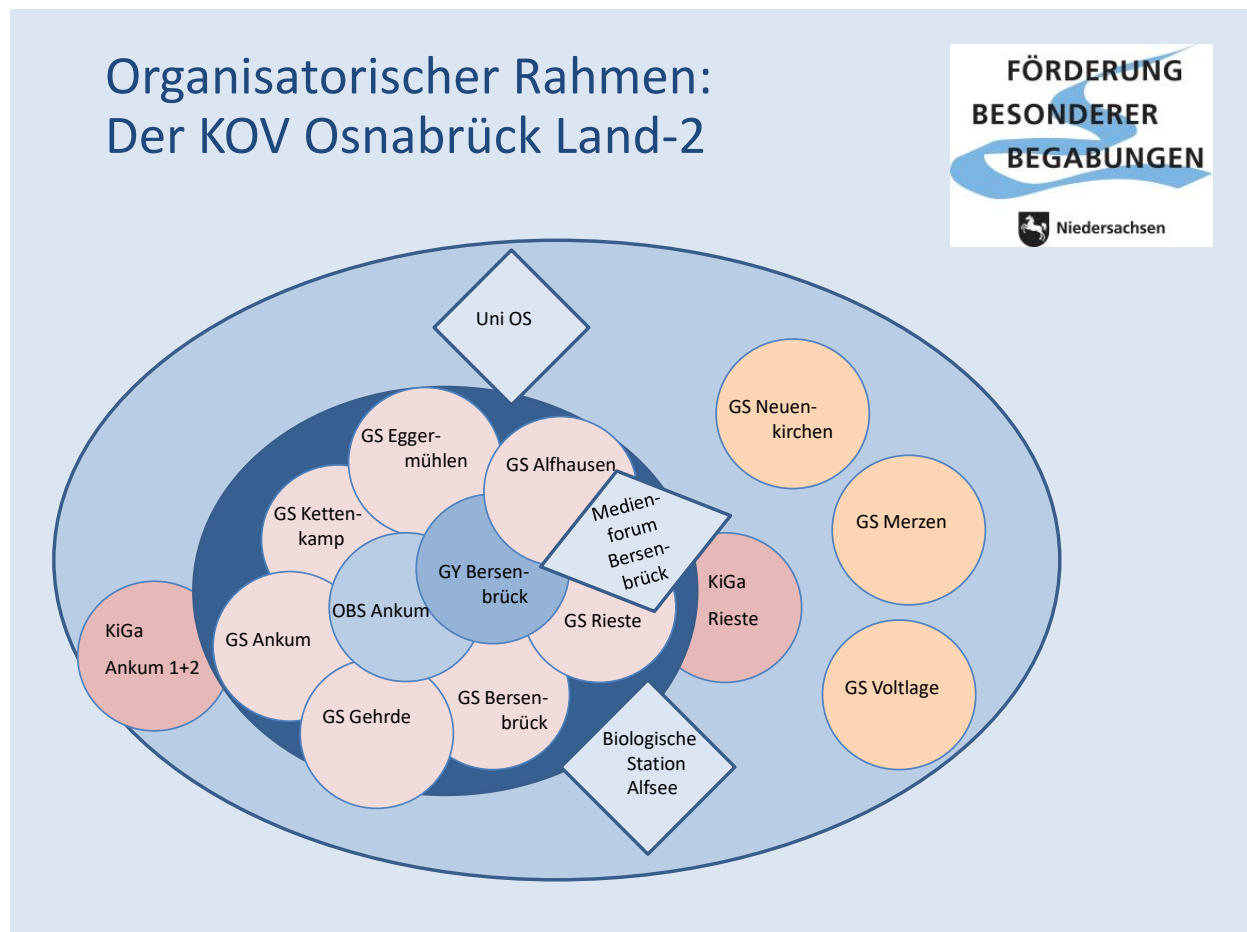 Organisatorischer Rahmen:
Der KOV Osnabrück Land-2
FÖRDERUNG
BESONDERER
BEGABUNGEN
Niedersachsen
Uni OS
GS Neuen-
kirchen
GS Egger-
mühlen
GS Alfhausen
Medien-
forum
Bersen-
brück
GS Ketten-
kamp
GS Merzen
GY Bersen-
brück
KiGa
Rieste
OBS Ankum
GS Rieste
KiGa
Ankum 1+2
GS Ankum
GS Voltlage
GS Gehrde
GS Bersen-
brück
Biologische
Station
Alfsee